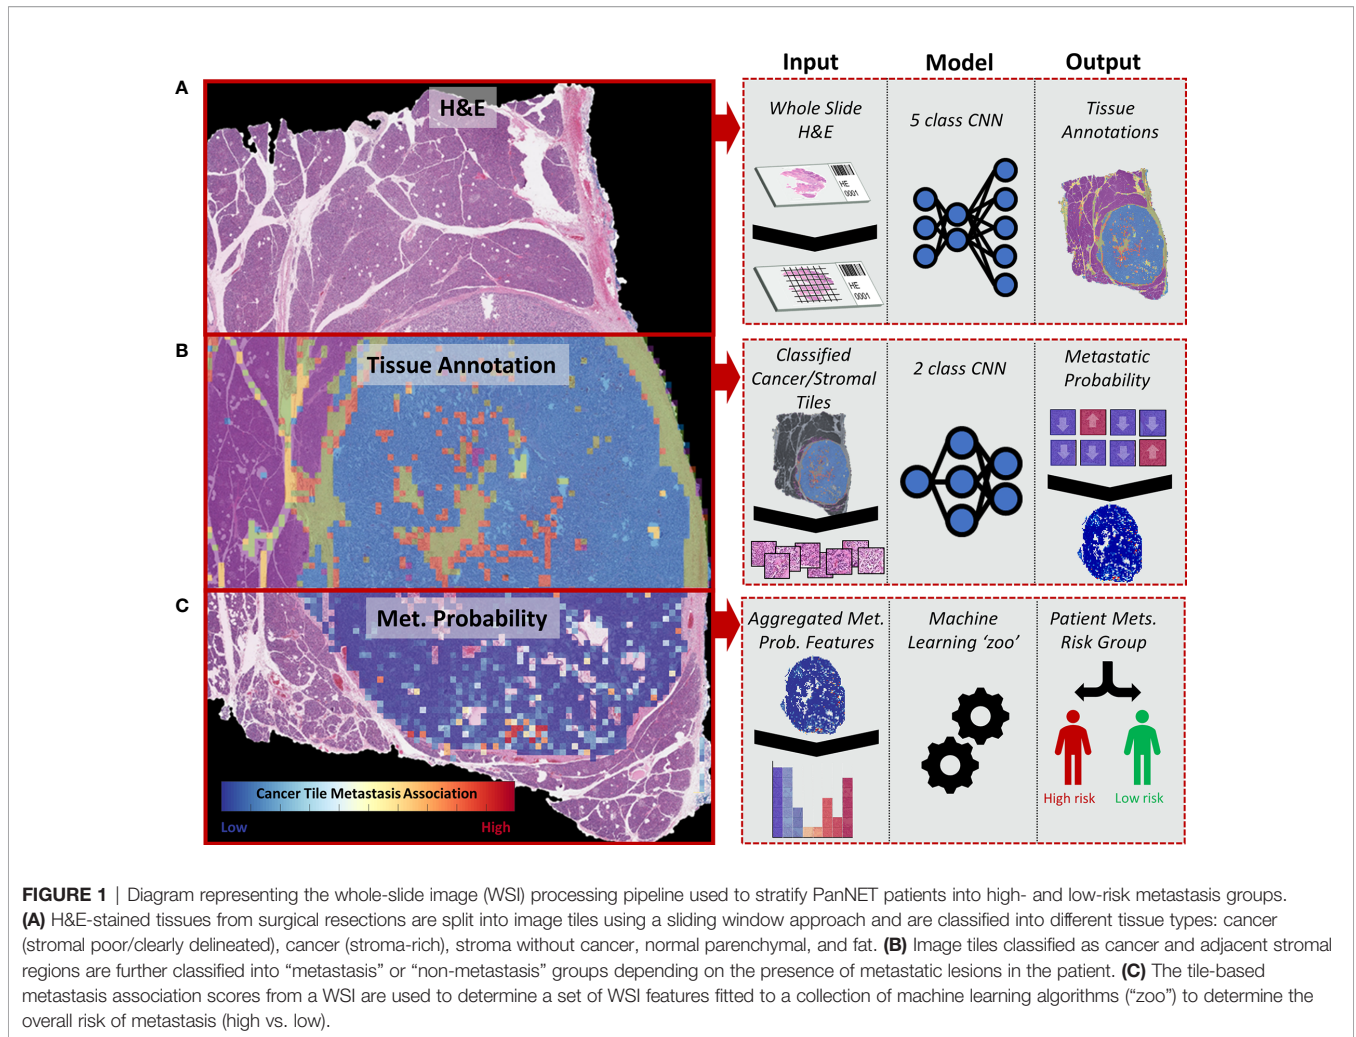 Input
Model
Output
A
H&E
Whole Slide
H&E
5 class CNN
Tissue
Annotations
HE
0001
HE
0001
B
Tissue Annotation
Classified
Cancer/Stromal
Tiles
2 class CNN
Metastatic
Probability
C
Met. Probability
Aggregated Met.
Prob. Features
Machine
Learning ‘zoo’
Patient Mets.
Risk Group
Cancer Tile Metastasis Association
Low
High
High risk
Low risk
FIGURE 1 | Diagram representing the whole-slide image (WSI) processing pipeline used to stratify PanNET patients into high- and low-risk metastasis groups.
(A) H&E-stained tissues from surgical resections are split into image tiles using a sliding window approach and are classified into different tissue types: cancer
(stromal poor/clearly delineated), cancer (stroma-rich), stroma without cancer, normal parenchymal, and fat. (B) Image tiles classified as cancer and adjacent stromal
regions are further classified into “metastasis” or “non-metastasis” groups depending on the presence of metastatic lesions in the patient. (C) The tile-based
metastasis association scores from a WSI are used to determine a set of WSI features fitted to a collection of machine learning algorithms (“zoo”) to determine the
overall risk of metastasis (high vs. low).